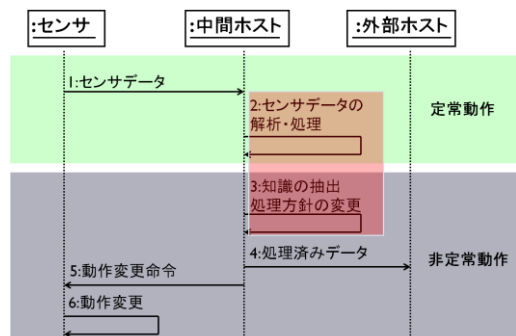 :センサ
:中間ホスト
:外部ホスト
1:センサデータ
定常動作
2:センサデータの
解析・処理
3:知識の抽出
処理方針の変更
4:処理済みデータ
非定常動作
5:動作変更命令
6:動作変更